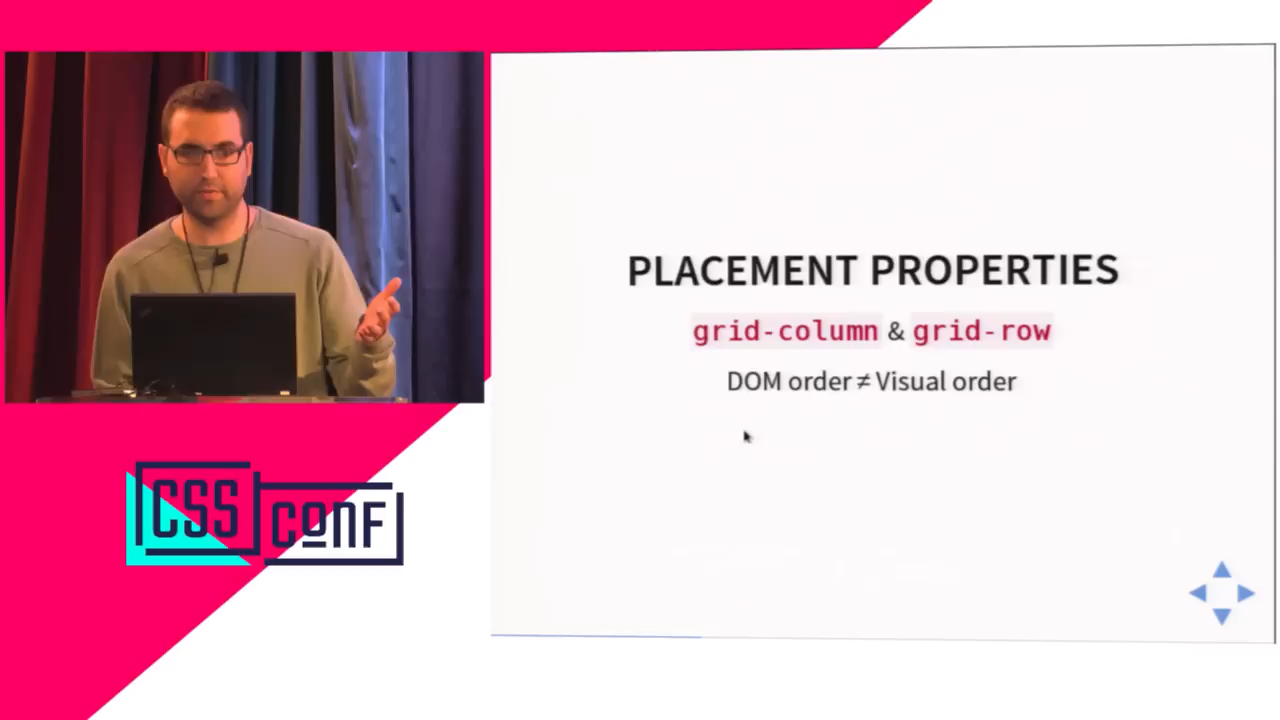 PLACEMENT PROPERTIES
grid-column & grid-row
DOM order ≠ Visual order
CSS
CONF